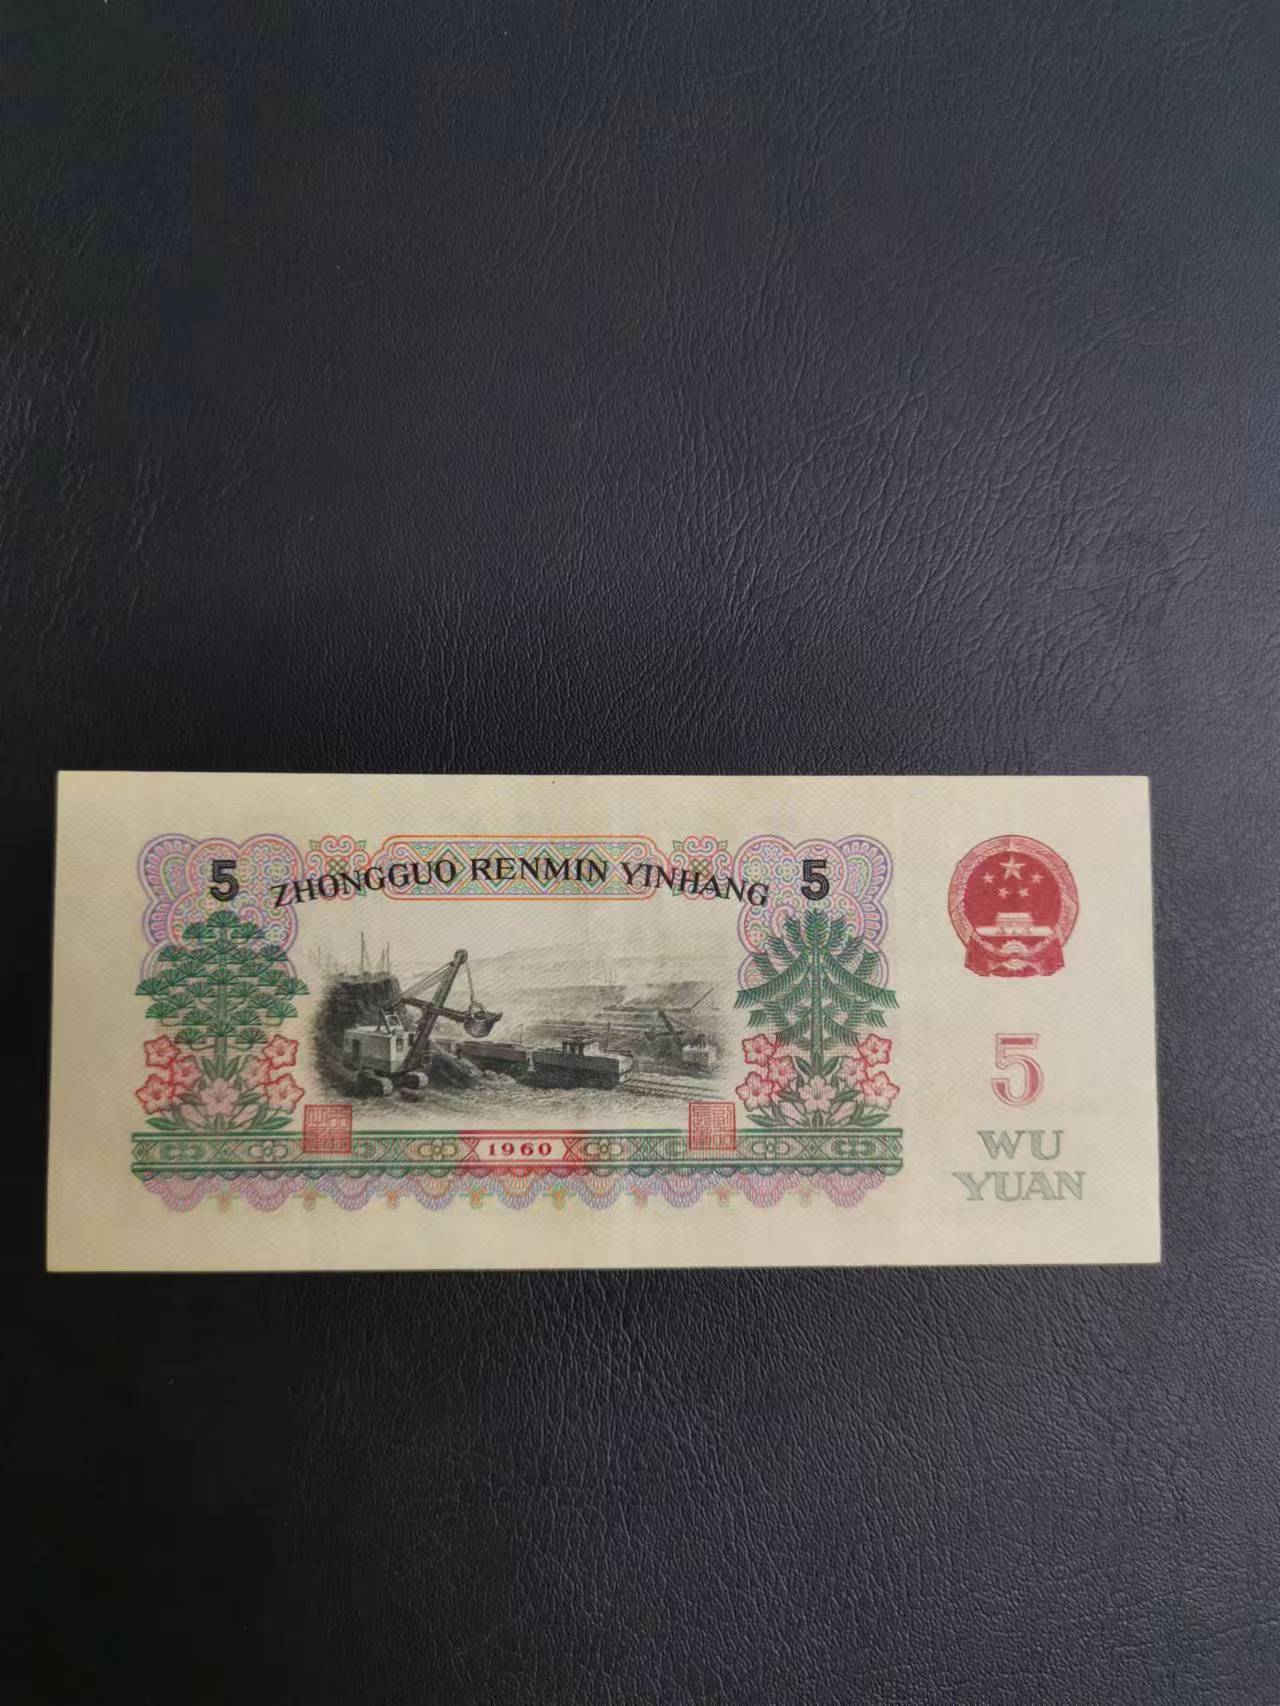 5 ZHONGGUO RENMIN YINHANG 5
1960
5
WU
YUAN